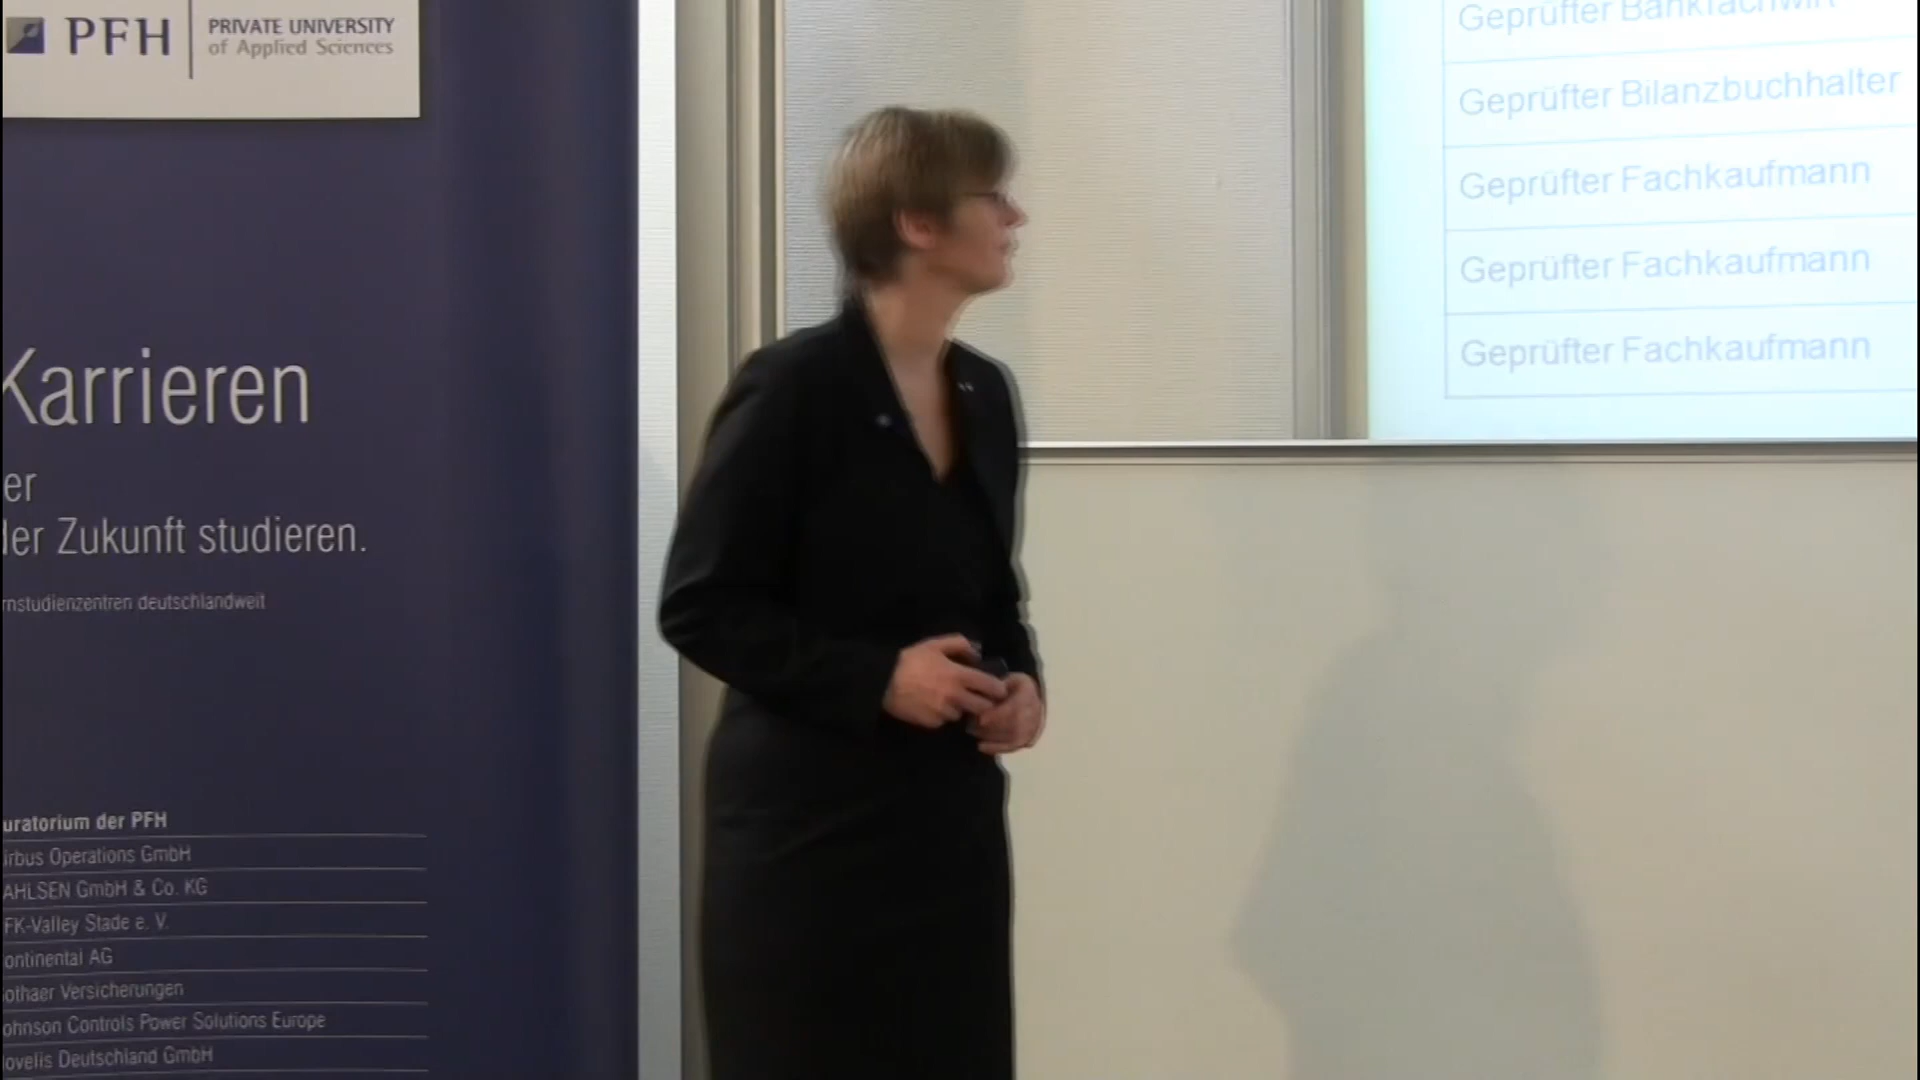 PFH
PRIVATE UNIVERSITY
of Applied Sciences
Karrieren
er
der Zukunft studieren.
rnstudienzentren deutschlandweit
uratorium der PFH
irbus Operations GmbH
AHLSEN GmbH & Co. KG
FK-Valley Stade e. V.
ontinental AG
othaer Versicherungen
ohnson Controls Power Solutions Europe
ovelis Deutschland GmbH
Geprüfter Bankfachwirt
Geprüfter Bilanzbuchhalter
Geprüfter Fachkaufmann
Geprüfter Fachkaufmann
Geprüfter Fachkaufmann